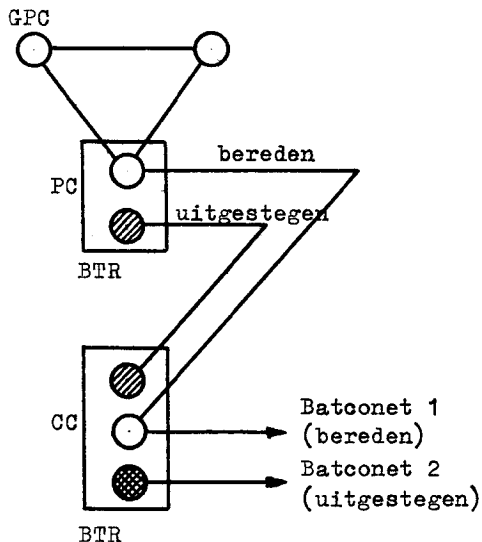 GPC
bereden
PC
uitgestegen
BTR
CC
Batconet 1
(bereden)
Batconet 2
(uitgestegen)
BTR